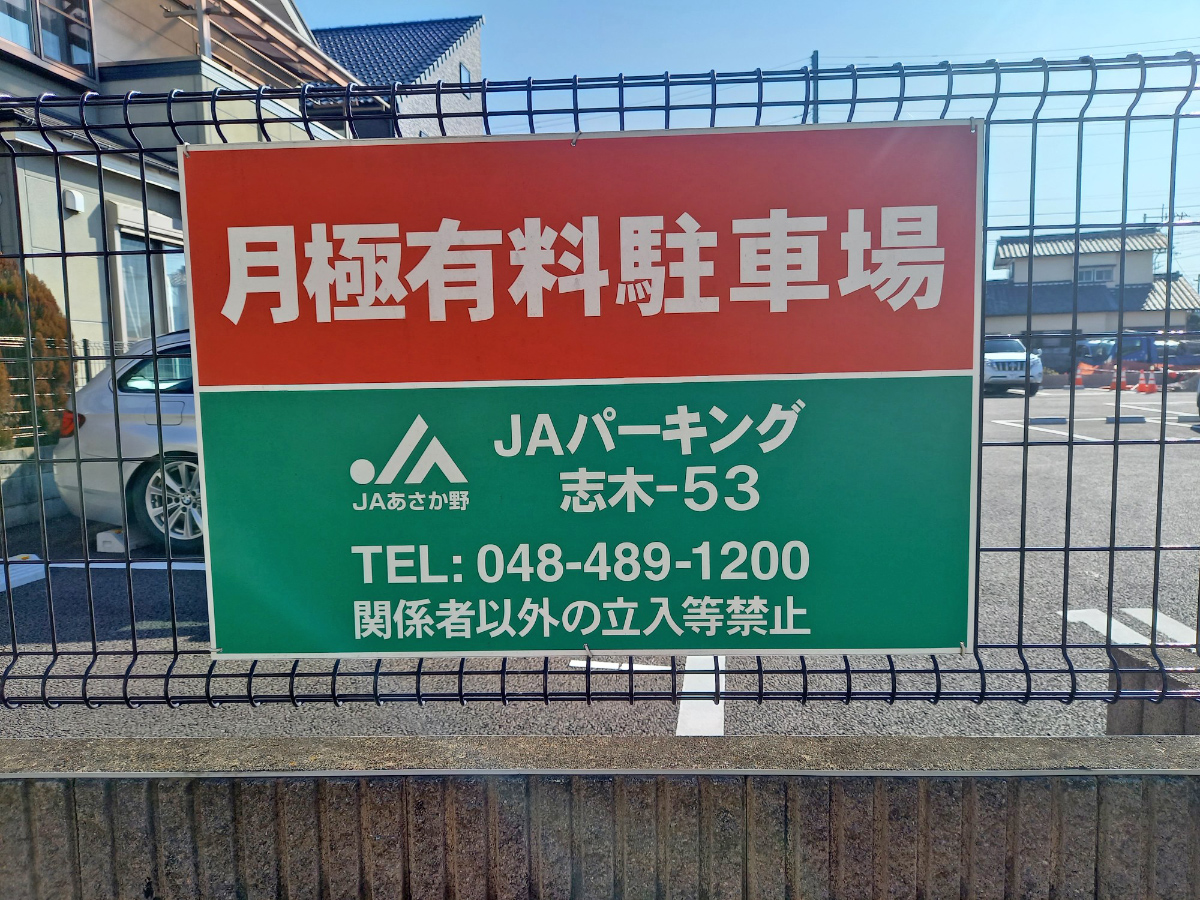 月極有料駐車場
JAあさか野
JAパーキング
志木-53
TEL: 048-489-1200
関係者以外の立入等禁止